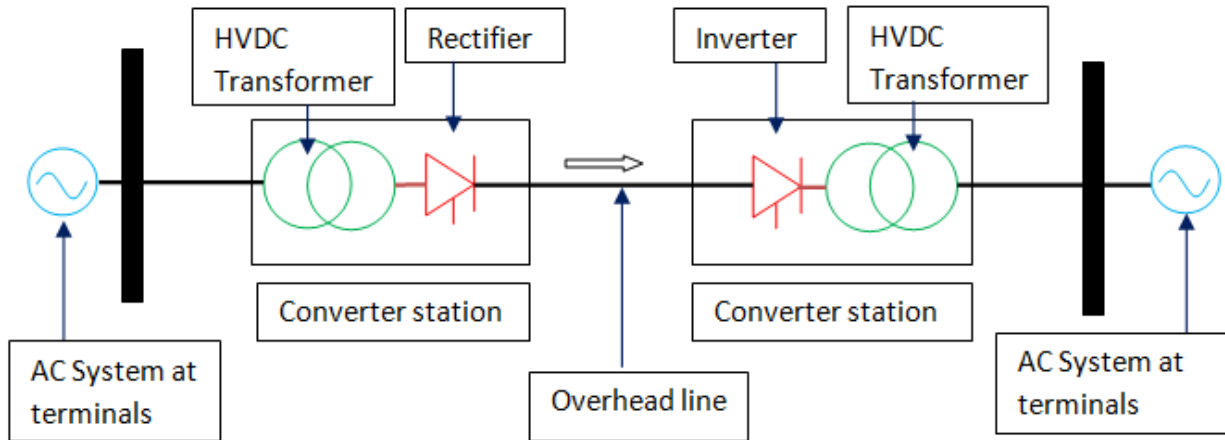 HVDC
Transformer
Rectifier
Inverter
HVDC
Transformer
Converter station
Converter station
AC System at
terminals
Overhead line
AC System at
terminals